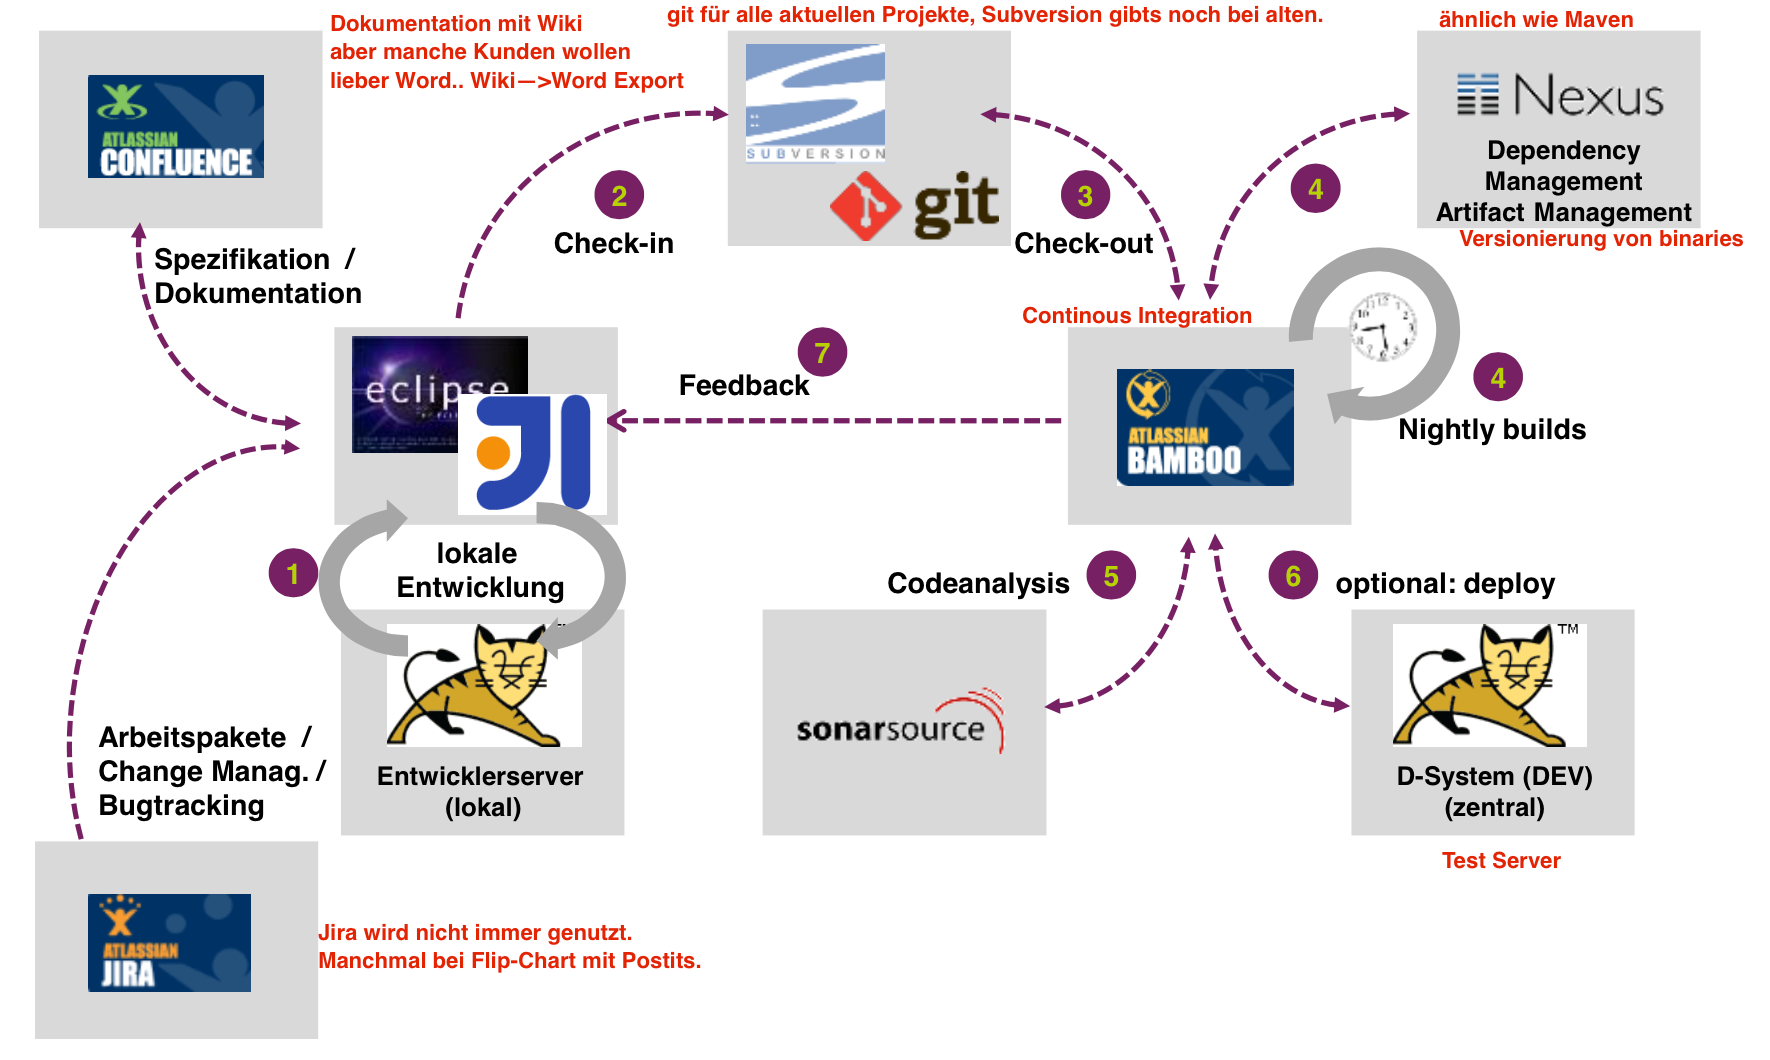 Dokumentation mit Wiki
aber manche Kunden wollen
lieber Word.. Wiki—>Word Export
git für alle aktuellen Projekte, Subversion gibts noch bei alten.
ähnlich wie Maven
ATLASSIAN
CONFLUENCE
SUBVERSION
git
Nexus
Dependency
Management
Artifact Management
Versionierung von binaries
2
Check-in
3
Check-out
4
Spezifikation /
Dokumentation
Continous Integration
eclipse
7
Feedback
ATLASSIAN
BAMBOO
4
Nightly builds
1
lokale
Entwicklung
Codeanalysis
5
6
optional: deploy
TM
sonarsource
Arbeitspakete /
Change Manag. /
Bugtracking
Entwicklerserver
(lokal)
D-System (DEV)
(zentral)
Test Server
ATLASSIAN
JIRA
Jira wird nicht immer genutzt.
Manchmal bei Flip-Chart mit Postits.